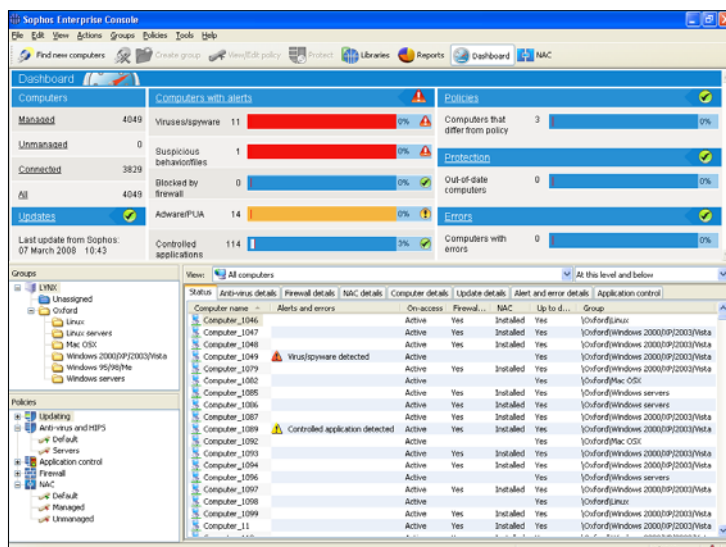 Sophos Enterprise Console
File Edit View Actions Groups Policies Tools Help
Find new computers Create group View/Edit policy Protect Libraries Reports Dashboard NAC
Dashboard
Computers
Managed 4049
Unmanaged 0
Connected 3829
All 4049
Updates
Last update from Sophos:
07 March 2008 10:43
Computers with alerts
Viruses/spyware 11 0%
Suspicious
behavior/files 1 0%
Blocked by
firewall 0 0%
Adware/PUA 14 0%
Controlled
applications 114 3%
Policies
Computers that
differ from policy 3 0%
Protection
Out-of-date
computers 0 0%
Errors
Computers with
errors 0 0%
Groups
LYNX
Unassigned
Oxford
Linux
Linux servers
Mac OSX
Windows 2000/XP/2003/Vista
Windows 95/98/Me
Windows servers
Policies
Updating
Anti-virus and HIPS
Default
Servers
Application control
Firewall
NAC
Default
Managed
Unmanaged
View: All computers At this level and below
Status Anti-virus details Firewall details NAC details Computer details Update details Alert and error details Application control
Computer name Alerts and errors On-access Firewal... NAC Up to d... Group
Computer_1046 Active Yes Installed Yes \Oxford\Linux
Computer_1047 Active Yes Installed Yes \Oxford\Windows 2000/XP/2003/Vista
Computer_1048 Active Yes Installed Yes \Oxford\Windows 2000/XP/2003/Vista
Computer_1049 Virus/spyware detected Active Yes Installed Yes \Oxford\Windows 2000/XP/2003/Vista
Computer_1079 Active Yes Installed Yes \Oxford\Windows 2000/XP/2003/Vista
Computer_1082 Active Yes \Oxford\Mac OSX
Computer_1085 Active Yes Installed Yes \Oxford\Windows servers
Computer_1086 Active Yes Installed Yes \Oxford\Windows servers
Computer_1087 Active Yes Installed Yes \Oxford\Windows 2000/XP/2003/Vista
Computer_1089 Controlled application detected Active Yes Installed Yes \Oxford\Windows 2000/XP/2003/Vista
Computer_1092 Active Yes \Oxford\Mac OSX
Computer_1093 Active Yes Installed Yes \Oxford\Windows 2000/XP/2003/Vista
Computer_1094 Active Yes Installed Yes \Oxford\Windows 2000/XP/2003/Vista
Computer_1096 Active Yes \Oxford\Windows servers
Computer_1097 Active Yes Installed Yes \Oxford\Windows 2000/XP/2003/Vista
Computer_1098 Active Yes \Oxford\Linux
Computer_1099 Active Yes Installed Yes \Oxford\Windows 2000/XP/2003/Vista
Computer_11 Active Yes Installed Yes \Oxford\Windows 2000/XP/2003/Vista